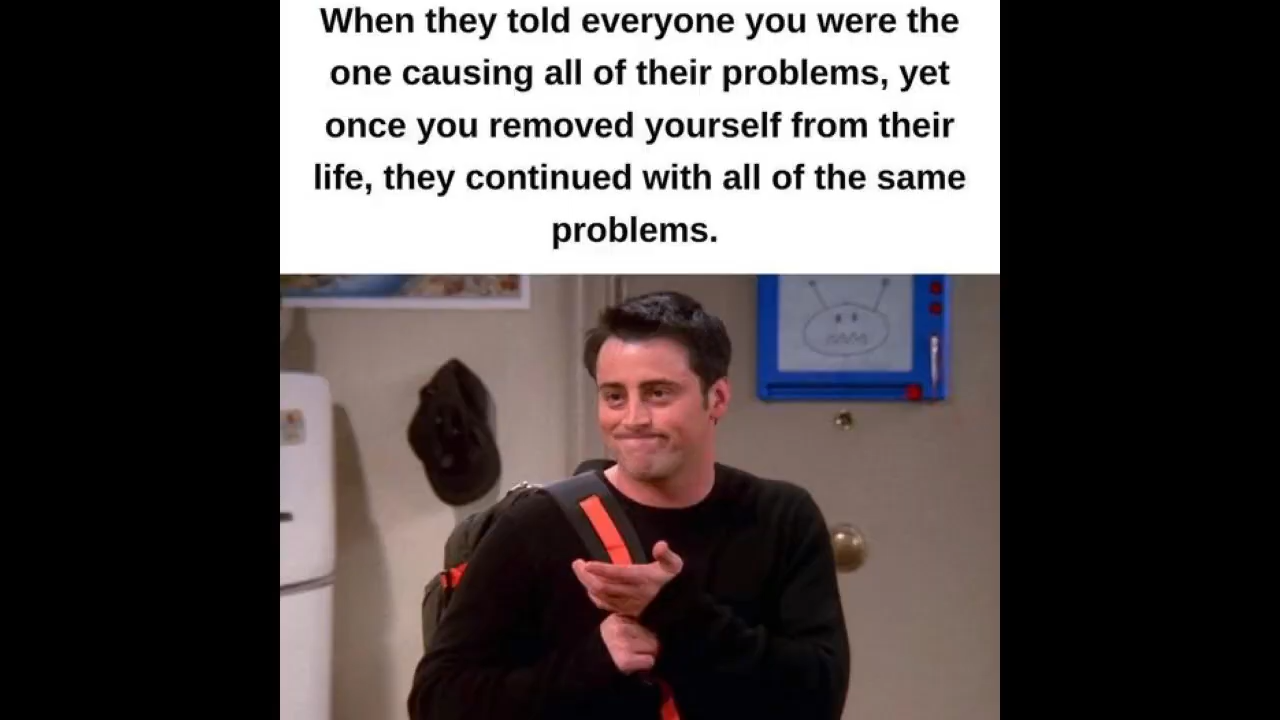 When they told everyone you were the
one causing all of their problems, yet
once you removed yourself from their
life, they continued with all of the same
problems.